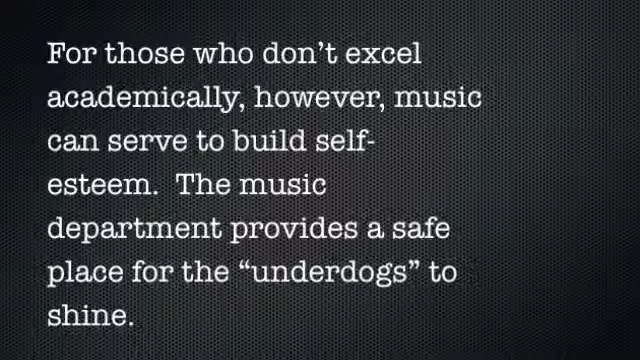 For those who don’t excel
academically, however, music
can serve to build self-
esteem.  The music
department provides a safe
place for the “underdogs” to
shine.